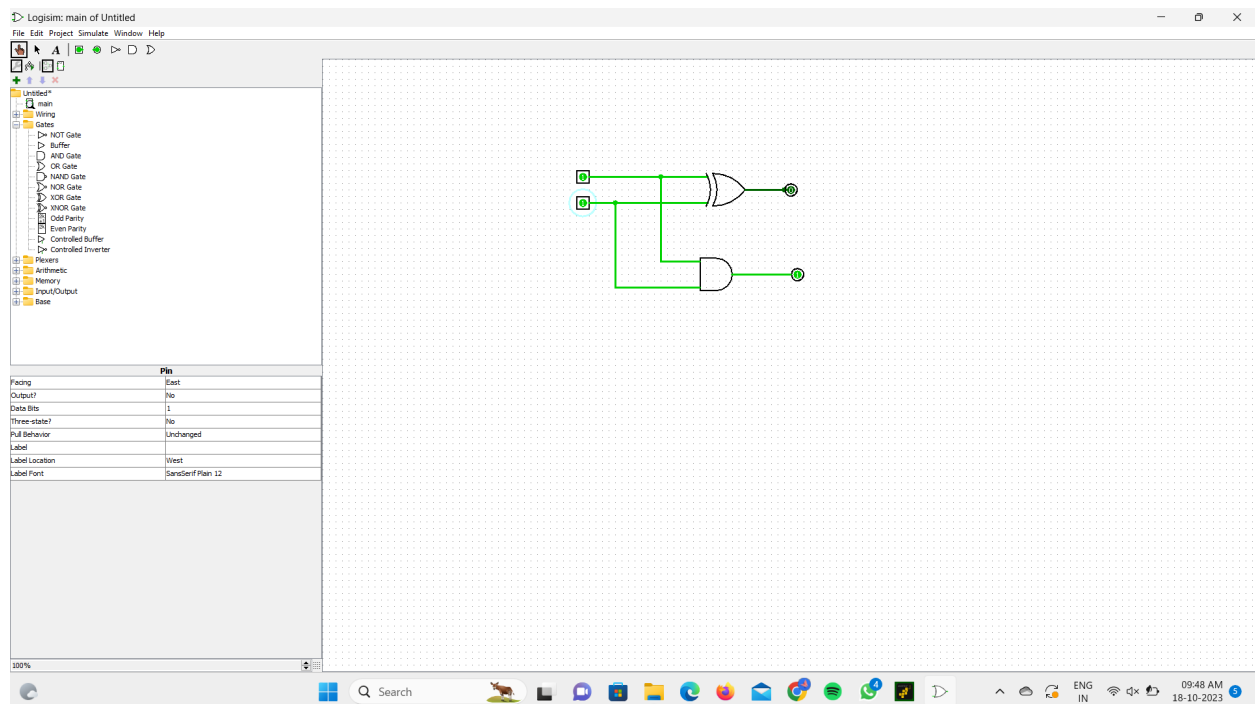 Logisim: main of Untitled
File Edit Project Simulate Window Help
A
Untitled*
main
Wiring
Gates
NOT Gate
Buffer
AND Gate
OR Gate
NAND Gate
NOR Gate
XOR Gate
XNOR Gate
Odd Parity
Even Parity
Controlled Buffer
Controlled Inverter
Plexers
Arithmetic
Memory
Input/Output
Base
Pin
Facing East
Output? No
Data Bits 1
Three-state? No
Pull Behavior Unchanged
Label
Label Location West
Label Font SansSerif Plain 12
100%
Search
4
4
ENG
IN
09:48 AM
18-10-2023
5